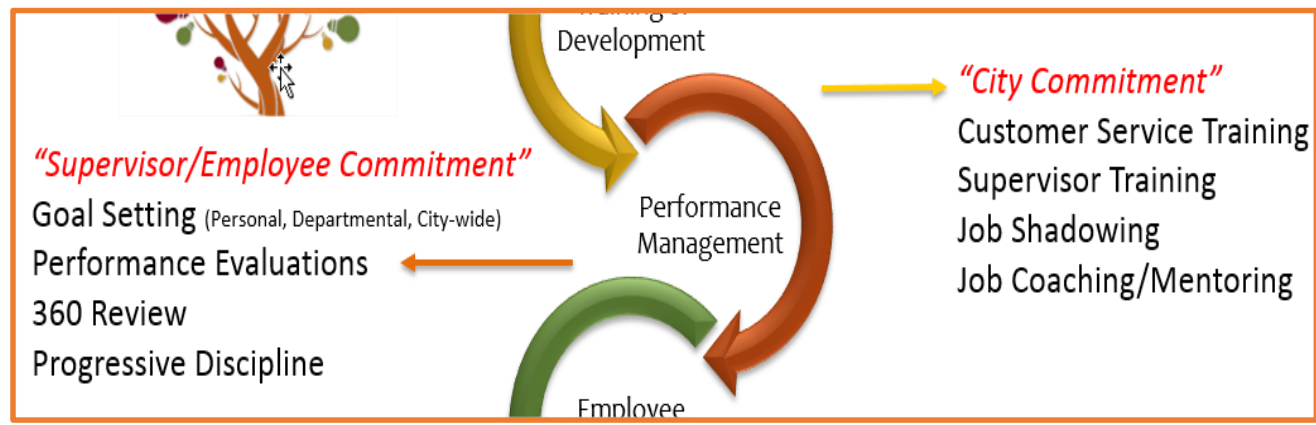 Development
“City Commitment”
Customer Service Training
Supervisor Training
Job Shadowing
Job Coaching/Mentoring
“Supervisor/Employee Commitment”
Goal Setting (Personal, Departmental, City-wide)
Performance Evaluations
360 Review
Progressive Discipline
Performance
Management
Employee